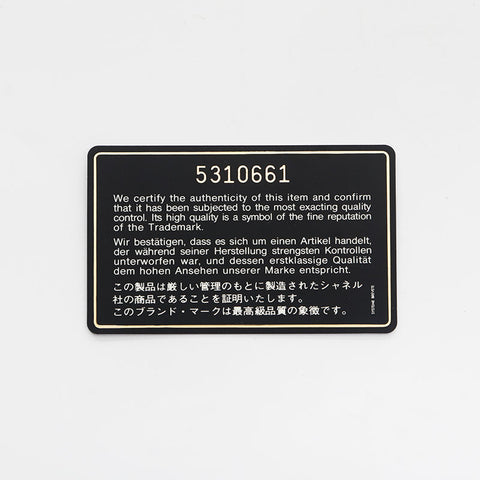 5310661
We certify the authenticity of this item and confirm
that it has been subjected to the most exacting quality
control. Its high quality is a symbol of the fine reputation
of the Trademark.
Wir bestätigen, dass es sich um einen Artikel handelt,
der während seiner Herstellung strengsten Kontrollen
unterworfen war, und dessen erstklassige Qualität
dem hohen Ansehen unserer Marke entspricht.
この製品は厳しい管理のもとに製造されたシャネル
社の商品であることを証明いたします。
このブランド・マークは最高級品質の象徴です。